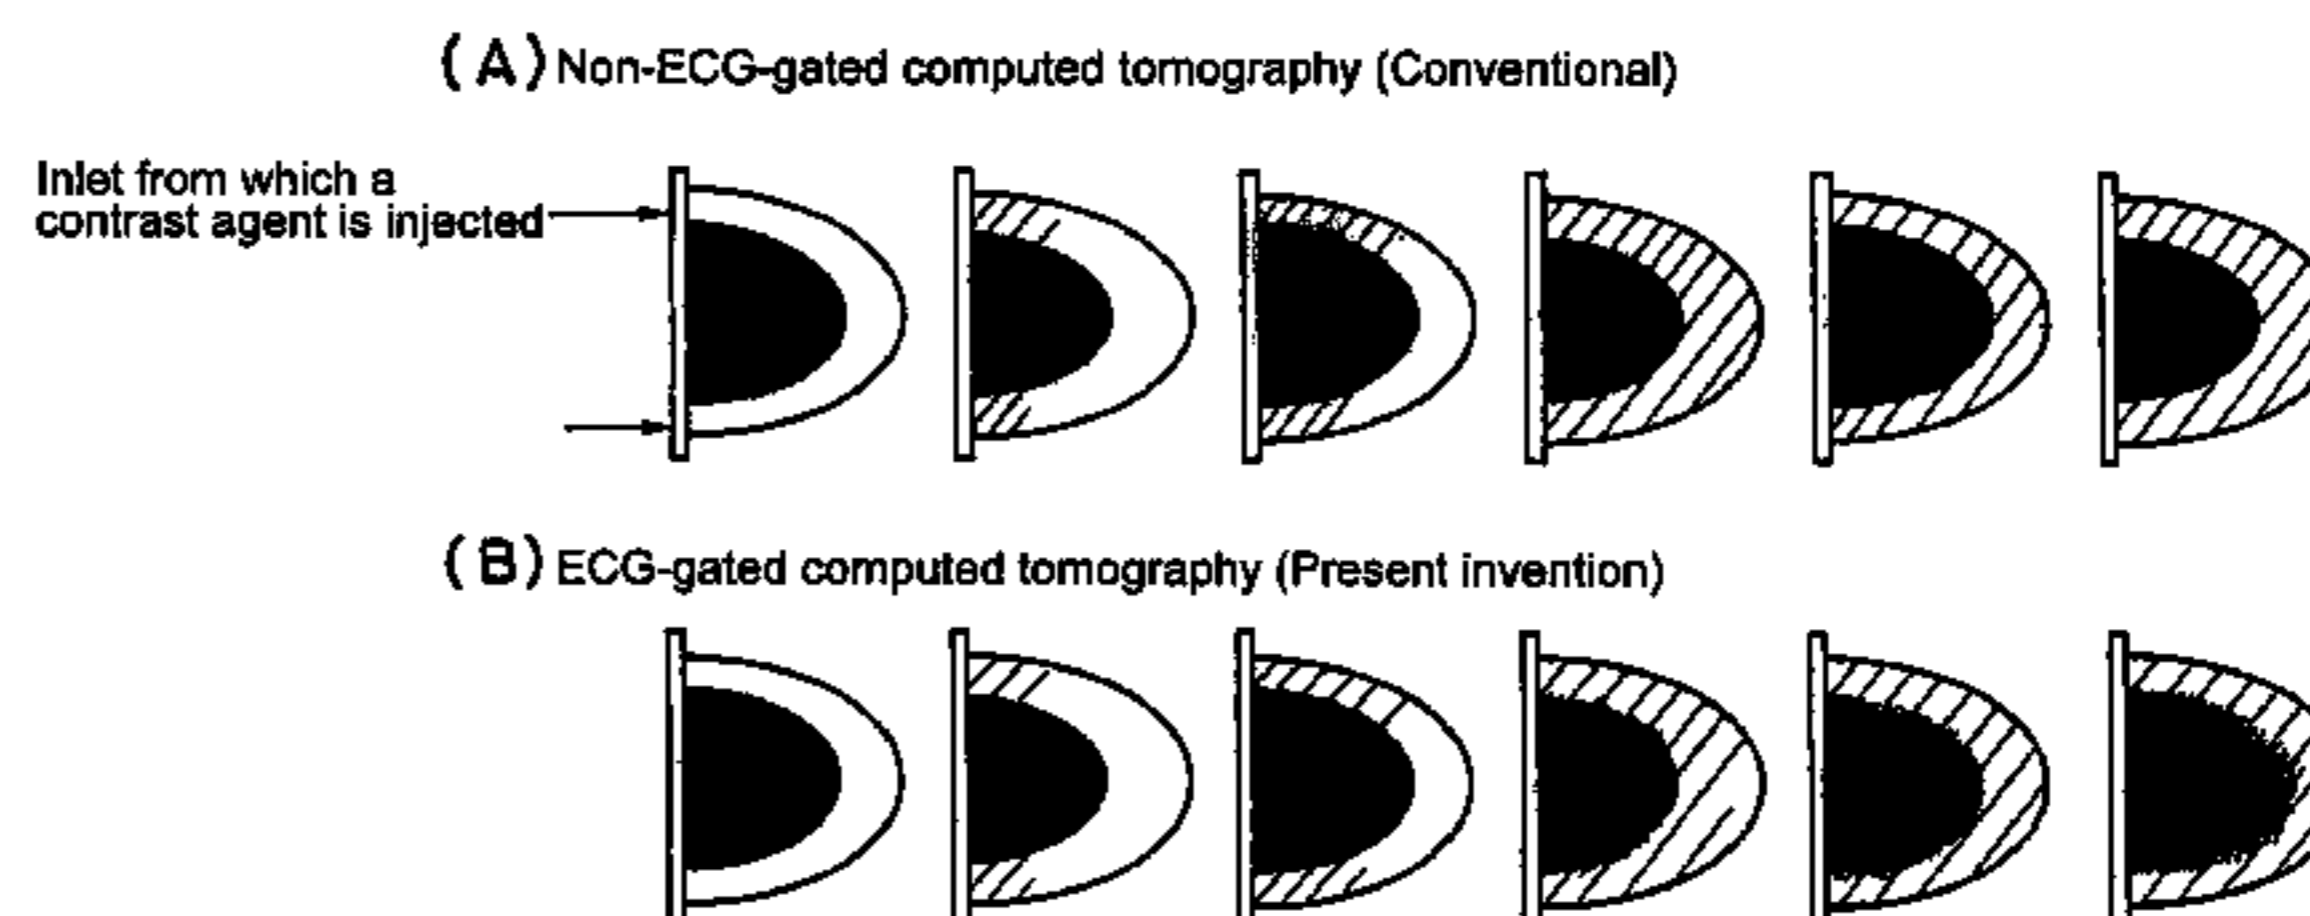 (A) Non-ECG-gated computed tomography (Conventional)
Inlet from which a
contrast agent is injected
(B) ECG-gated computed tomography (Present invention)